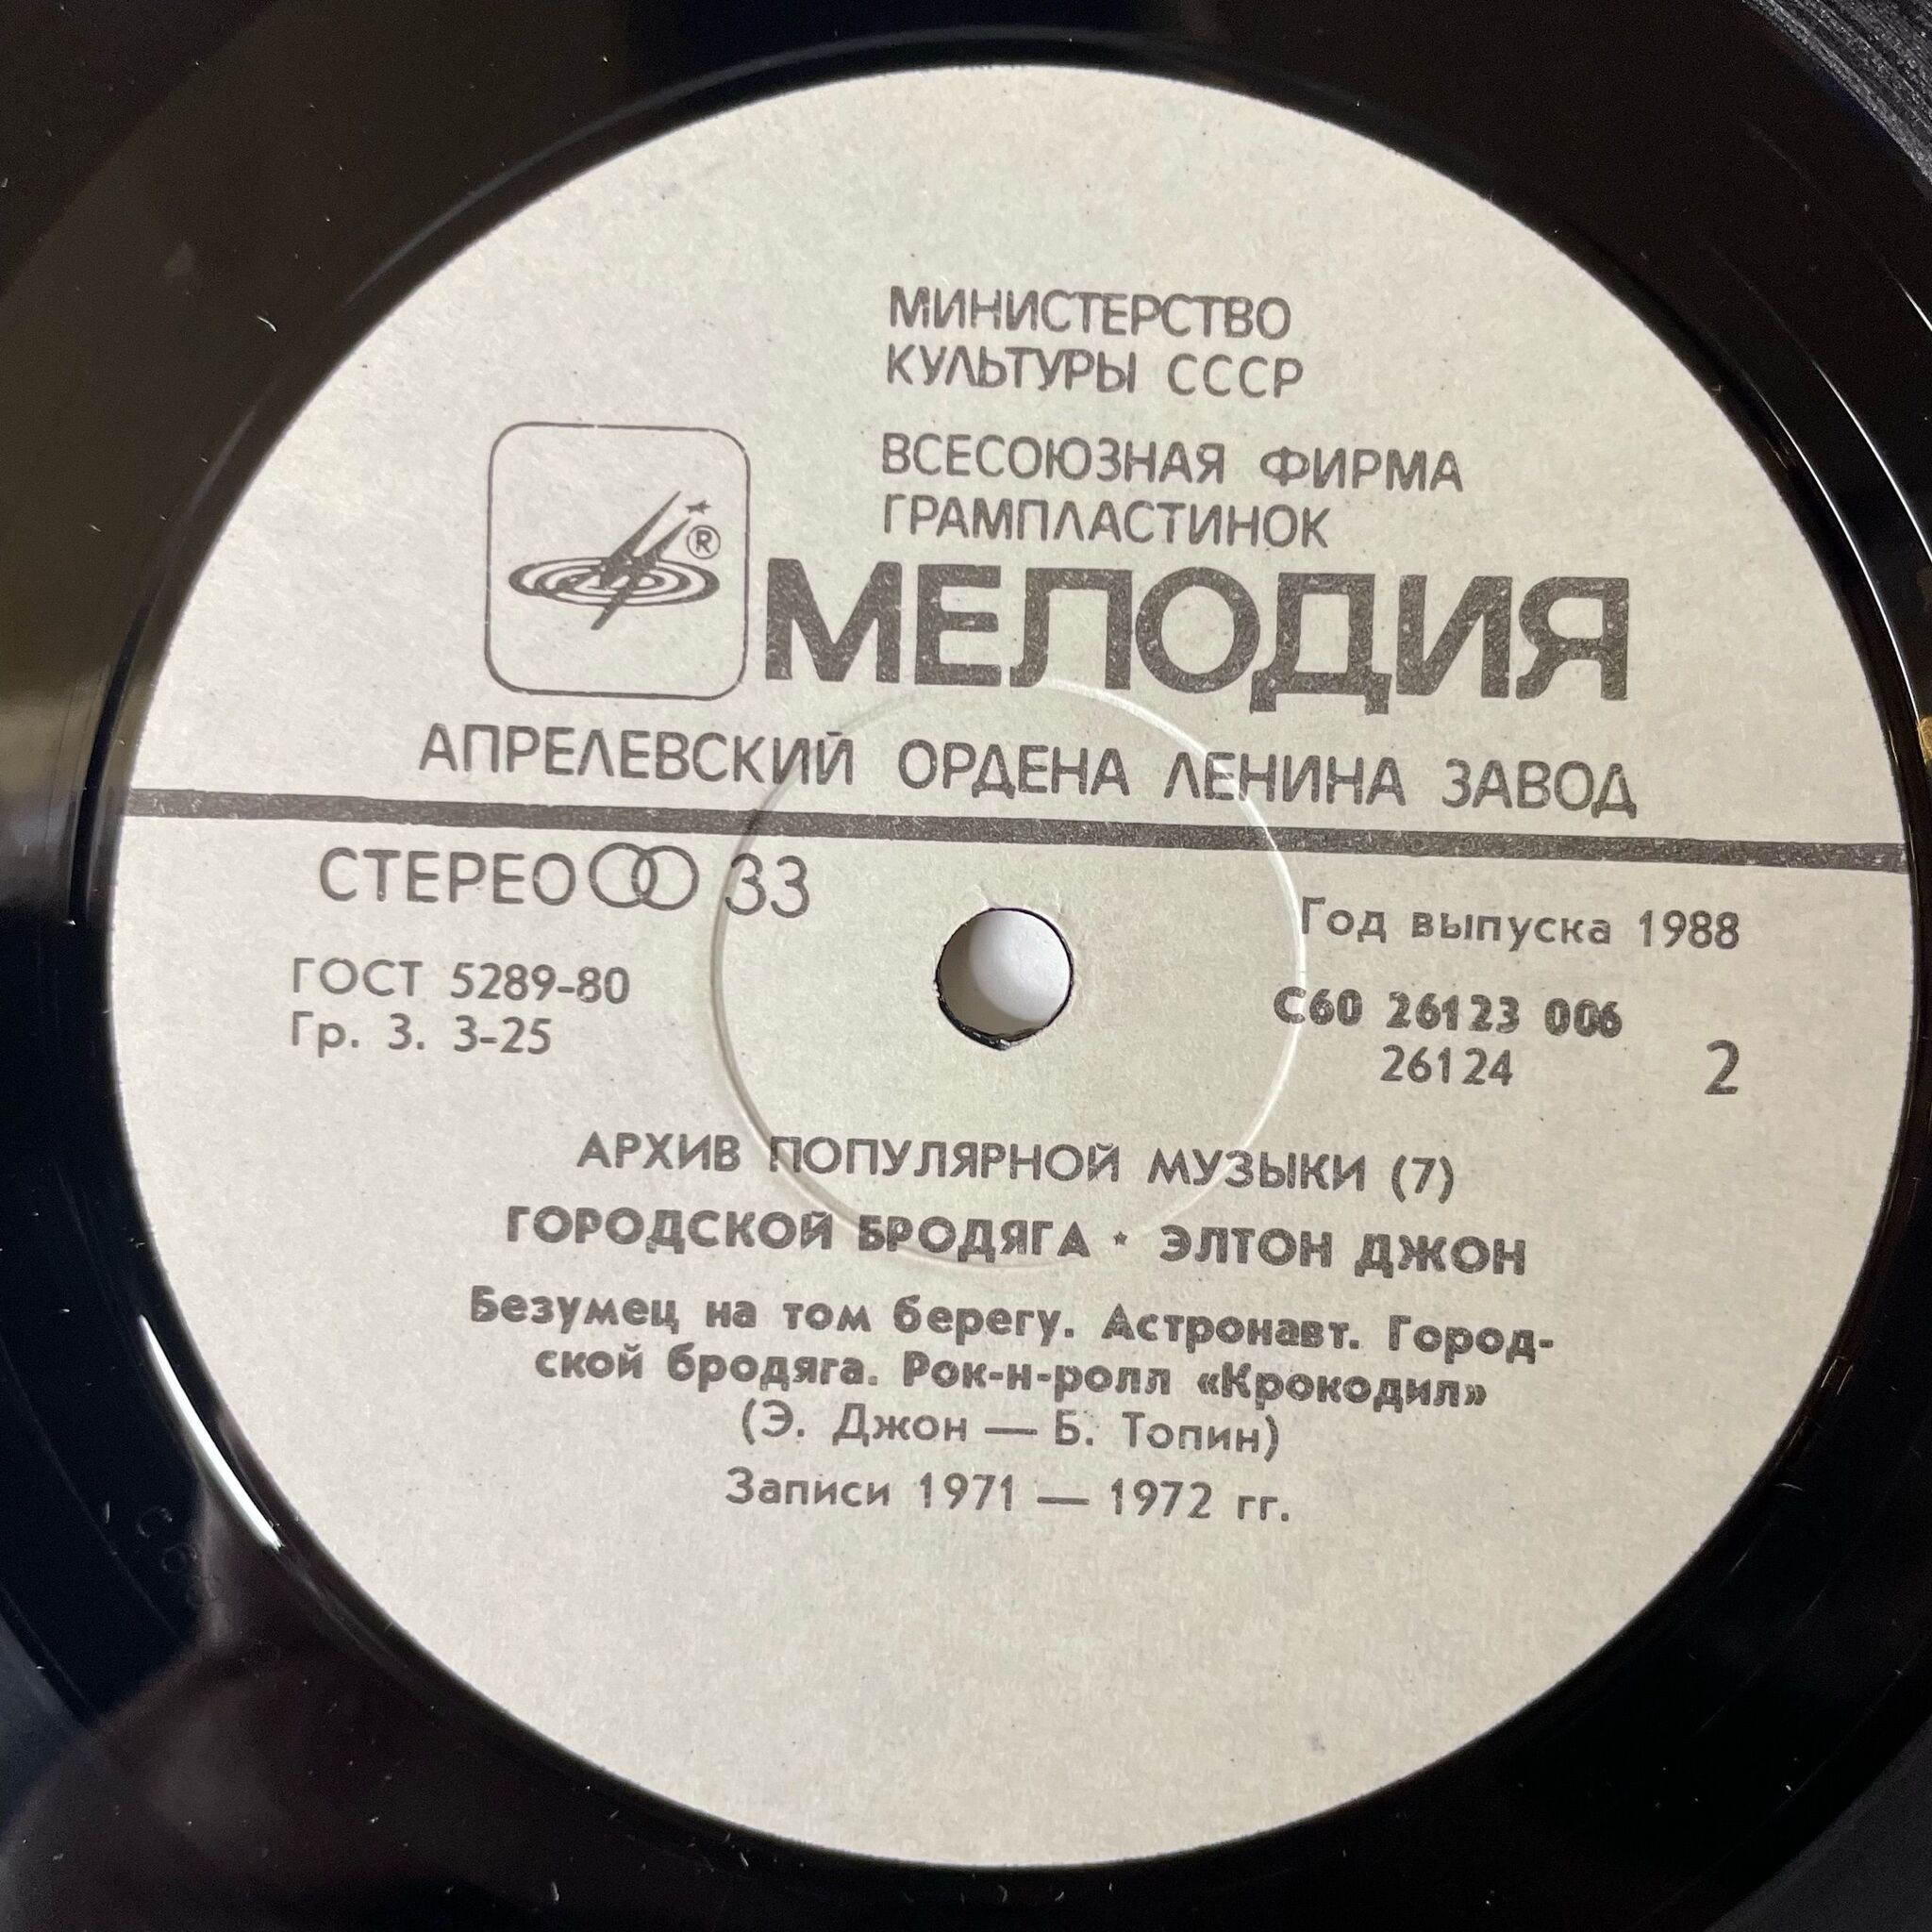 МИНИСТЕРСТВО
КУЛЬТУРЫ СССР
ВСЕСОЮЗНАЯ ФИРМА
ГРАМПЛАСТИНОК
®
МЕЛОДИЯ
АПРЕЛЕВСКИЙ ОРДЕНА ЛЕНИНА ЗАВОД
СТЕРЕО 33
Год выпуска 1988
ГОСТ 5289-80
Гр. 3. 3-25
С60 26123 006
26124
2
АРХИВ ПОПУЛЯРНОЙ МУЗЫКИ (7)
ГОРОДСКОЙ БРОДЯГА * ЭЛТОН ДЖОН
Безумец на том берегу. Астронавт. Город-
ской бродяга. Рок-н-ролл «Крокодил»
(Э. Джон — Б. Топин)
Записи 1971 — 1972 гг.